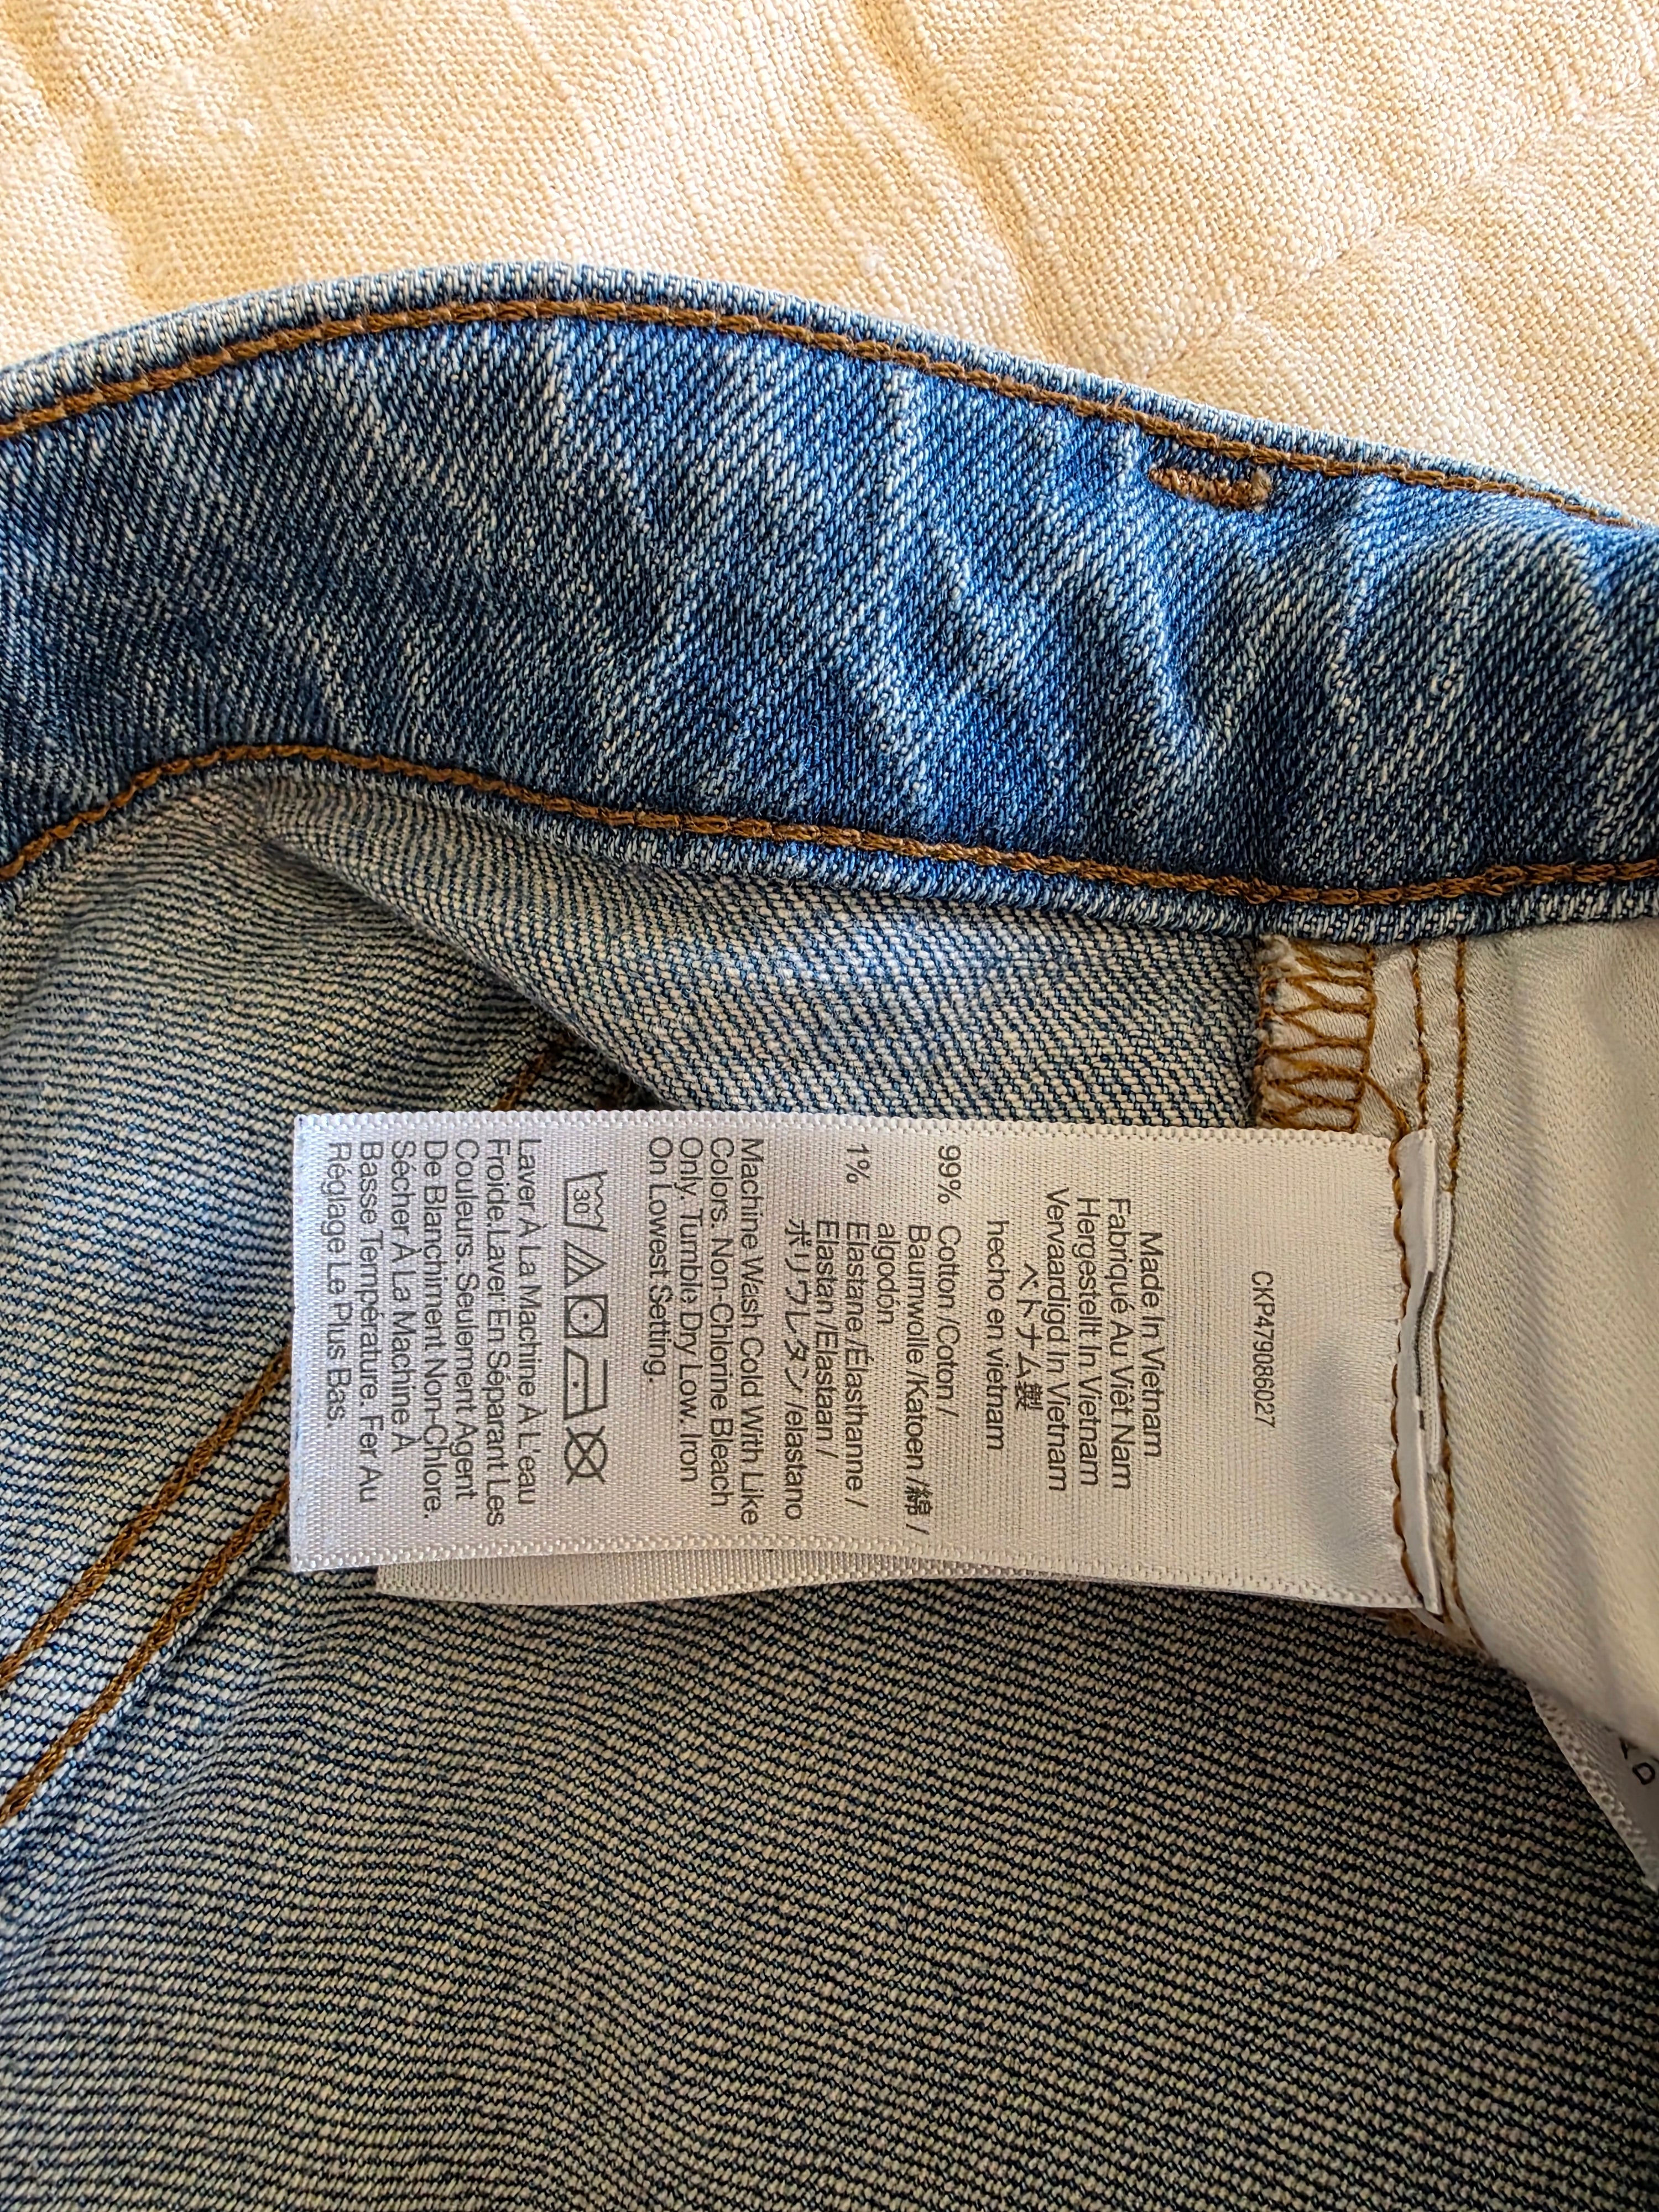 CKP479086027
Made In Vietnam
Fabriqué Au Viêt Nam
Hergestellt In Vietnam
Vervaardigd In Vietnam
ベトナム製
hecho en vietnam
99% Cotton /Coton /
Baumwolle /Katoen /綿 /
algodón
1% Elastane /Élasthanne /
Elastan /Elastaan /
ポリウレタン /elastano
Machine Wash Cold With Like
Colors. Non-Chlorine Bleach
Only. Tumble Dry Low. Iron
On Lowest Setting.
30
Laver À La Machine À L'eau
Froide.Laver En Séparant Les
Couleurs. Seulement Agent
De Blanchiment Non-Chlore.
Sécher À La Machine À
Basse Température. Fer Au
Réglage Le Plus Bas.